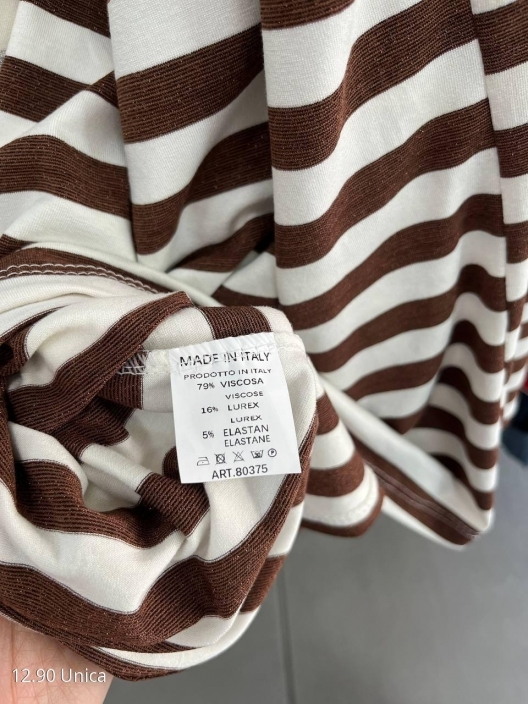 MADE IN ITALY
PRODOTTO IN ITALY
79% VISCOSA
VISCOSE
16% LUREX
LUREX
5% ELASTAN
ELASTANE
ART.80375
12.90 Unica